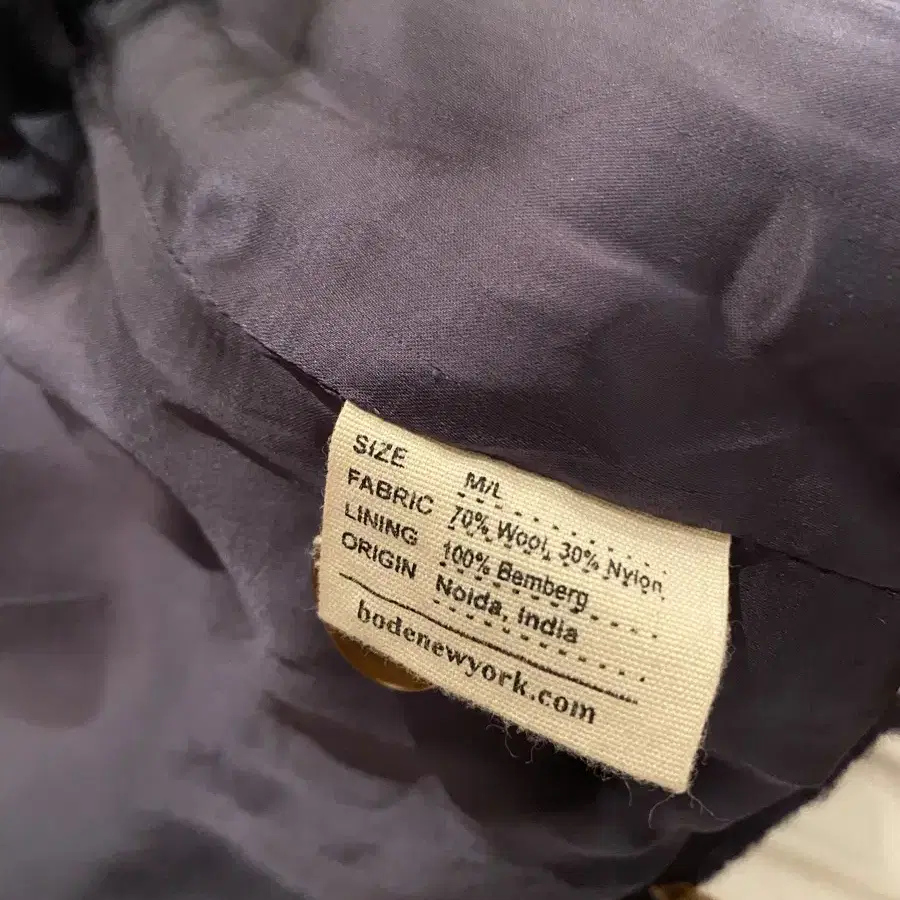 SIZE M/L
FABRIC 70% Wool, 30% Nylon
LINING 100% Bemberg
ORIGIN Noida, India
bodenewyork.com